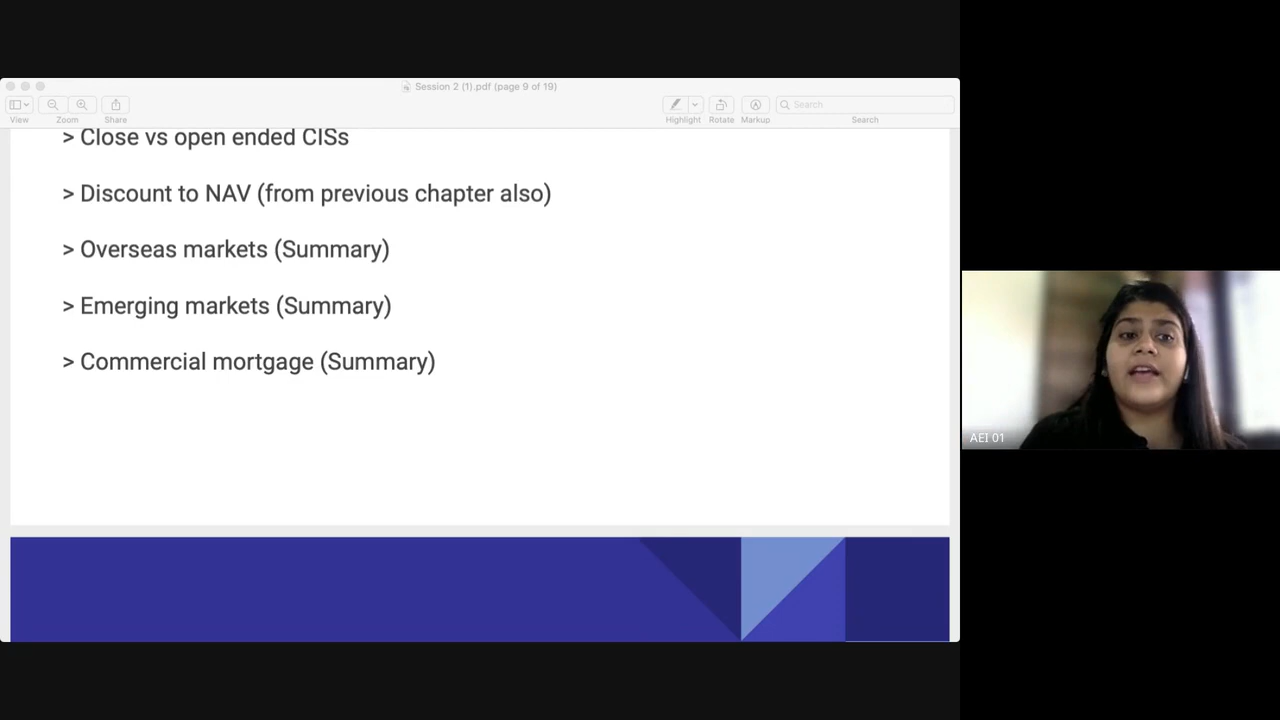 Session 2 (1).pdf (page 9 of 19)
View Zoom Share Highlight Rotate Markup Search
Search
> Close vs open ended CISs
> Discount to NAV (from previous chapter also)
> Overseas markets (Summary)
> Emerging markets (Summary)
> Commercial mortgage (Summary)
AEI 01